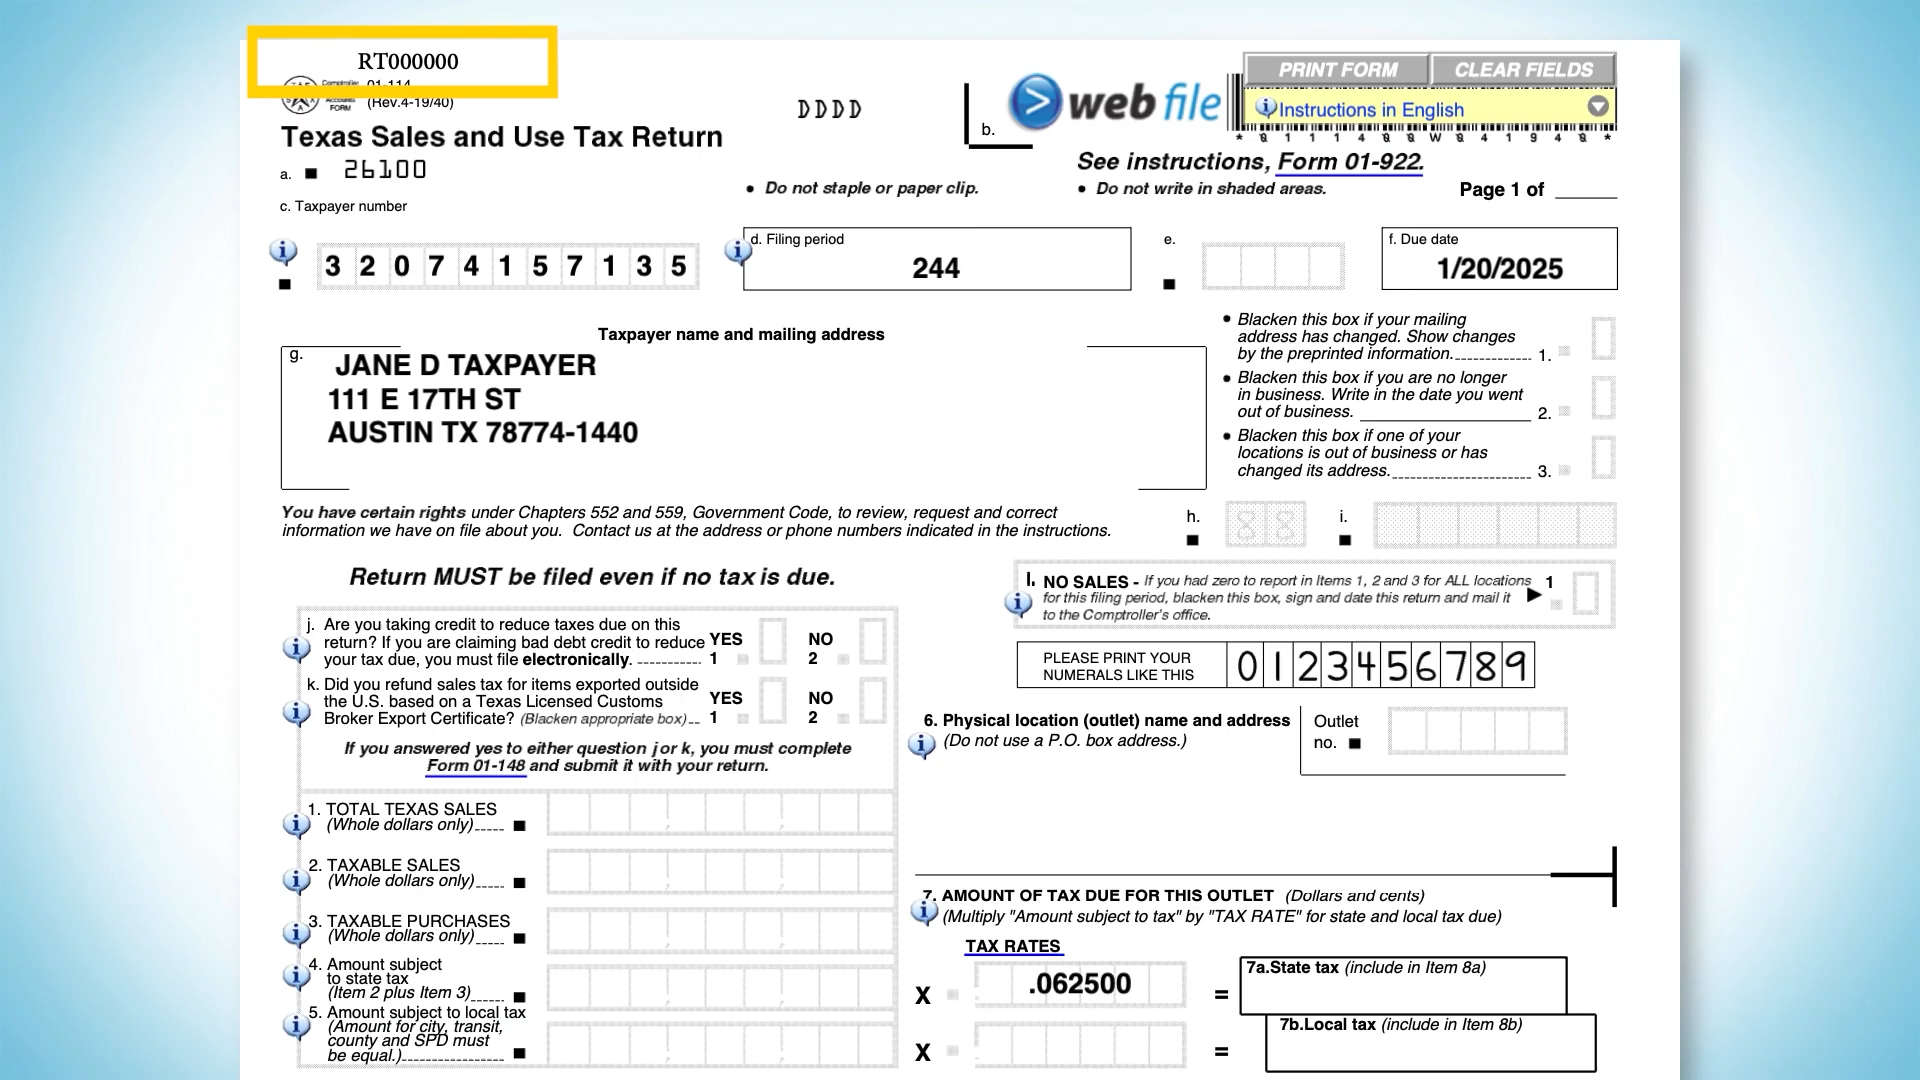 RT000000
Comptroller 01-114
Accounts FORM
(Rev.4-19/40)
DDDD
b.
web file
PRINT FORM CLEAR FIELDS
Instructions in English
* 0 1 1 1 4 0 0 W 0 4 1 9 4 0 *
Texas Sales and Use Tax Return
See instructions, Form 01-922.
a. ■ 26100
• Do not staple or paper clip. • Do not write in shaded areas. Page 1 of ______
c. Taxpayer number
3 2 0 7 4 1 5 7 1 3 5
d. Filing period
244
e.
f. Due date
1/20/2025
Taxpayer name and mailing address
g. JANE D TAXPAYER
111 E 17TH ST
AUSTIN TX 78774-1440
• Blacken this box if your mailing
address has changed. Show changes
by the preprinted information. 1.
• Blacken this box if you are no longer
in business. Write in the date you went
out of business. 2.
• Blacken this box if one of your
locations is out of business or has
changed its address. 3.
You have certain rights under Chapters 552 and 559, Government Code, to review, request and correct
information we have on file about you. Contact us at the address or phone numbers indicated in the instructions.
h. 88 i.
Return MUST be filed even if no tax is due.
l. NO SALES - If you had zero to report in Items 1, 2 and 3 for ALL locations 1
for this filing period, blacken this box, sign and date this return and mail it
to the Comptroller's office.
j. Are you taking credit to reduce taxes due on this
return? If you are claiming bad debt credit to reduce YES NO
your tax due, you must file electronically. 1 2
k. Did you refund sales tax for items exported outside
the U.S. based on a Texas Licensed Customs YES NO
Broker Export Certificate? (Blacken appropriate box) 1 2
If you answered yes to either question j or k, you must complete
Form 01-148 and submit it with your return.
PLEASE PRINT YOUR
NUMERALS LIKE THIS
0 1 2 3 4 5 6 7 8 9
6. Physical location (outlet) name and address
(Do not use a P.O. box address.)
Outlet
no. ■
1. TOTAL TEXAS SALES
(Whole dollars only)
2. TAXABLE SALES
(Whole dollars only)
3. TAXABLE PURCHASES
(Whole dollars only)
4. Amount subject
to state tax
(Item 2 plus Item 3)
5. Amount subject to local tax
(Amount for city, transit,
county and SPD must
be equal.)
7. AMOUNT OF TAX DUE FOR THIS OUTLET (Dollars and cents)
(Multiply "Amount subject to tax" by "TAX RATE" for state and local tax due)
TAX RATES
X .062500 = 7a.State tax (include in Item 8a)
X = 7b.Local tax (include in Item 8b)